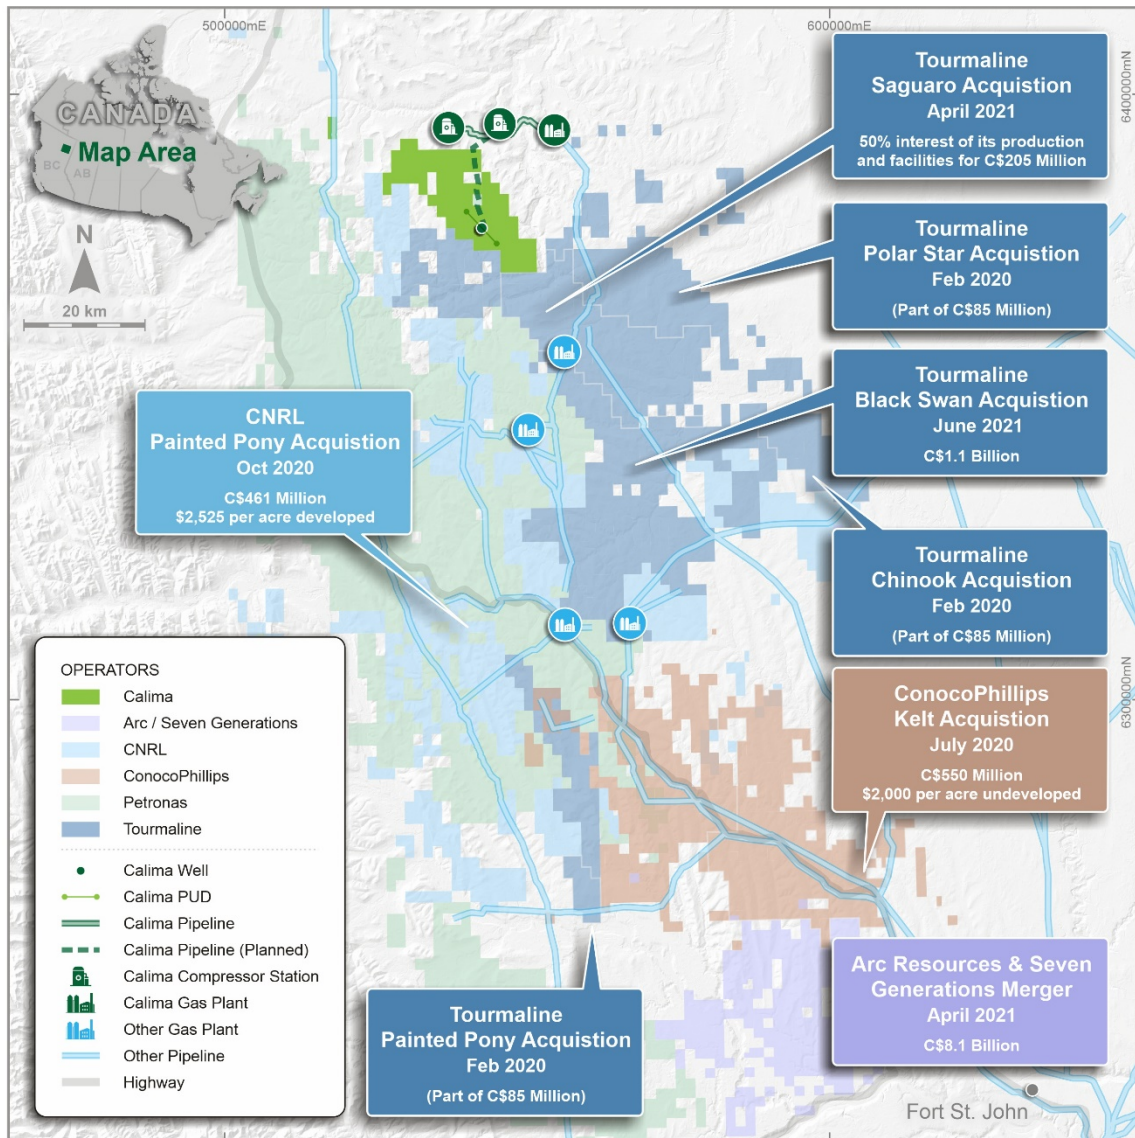 500000mE
600000mE
6400000mN
6300000mN
CANADA
Map Area
BC
AB
N
20 km
Tourmaline
Saguaro Acquistion
April 2021
50% interest of its production
and facilities for C$205 Million
Tourmaline
Polar Star Acquistion
Feb 2020
(Part of C$85 Million)
Tourmaline
Black Swan Acquistion
June 2021
C$1.1 Billion
CNRL
Painted Pony Acquistion
Oct 2020
C$461 Million
$2,525 per acre developed
Tourmaline
Chinook Acquistion
Feb 2020
(Part of C$85 Million)
ConocoPhillips
Kelt Acquistion
July 2020
C$550 Million
$2,000 per acre undeveloped
OPERATORS
Calima
Arc / Seven Generations
CNRL
ConocoPhillips
Petronas
Tourmaline
Calima Well
Calima PUD
Calima Pipeline
Calima Pipeline (Planned)
Calima Compressor Station
Calima Gas Plant
Other Gas Plant
Other Pipeline
Highway
Tourmaline
Painted Pony Acquistion
Feb 2020
(Part of C$85 Million)
Arc Resources & Seven
Generations Merger
April 2021
C$8.1 Billion
Fort St. John